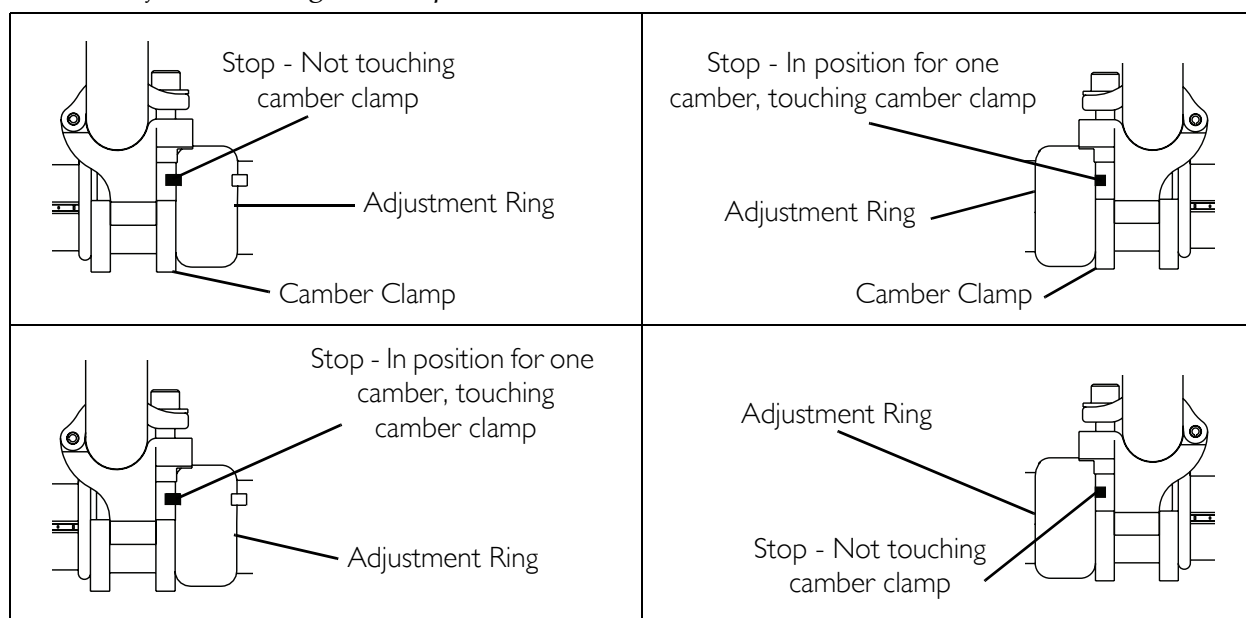 Stop - Not touching
camber clamp
Adjustment Ring
Camber Clamp
Stop - In position for one
camber, touching camber clamp
Adjustment Ring
Camber Clamp
Stop - In position for one
camber, touching
camber clamp
Adjustment Ring
Adjustment Ring
Stop - Not touching
camber clamp